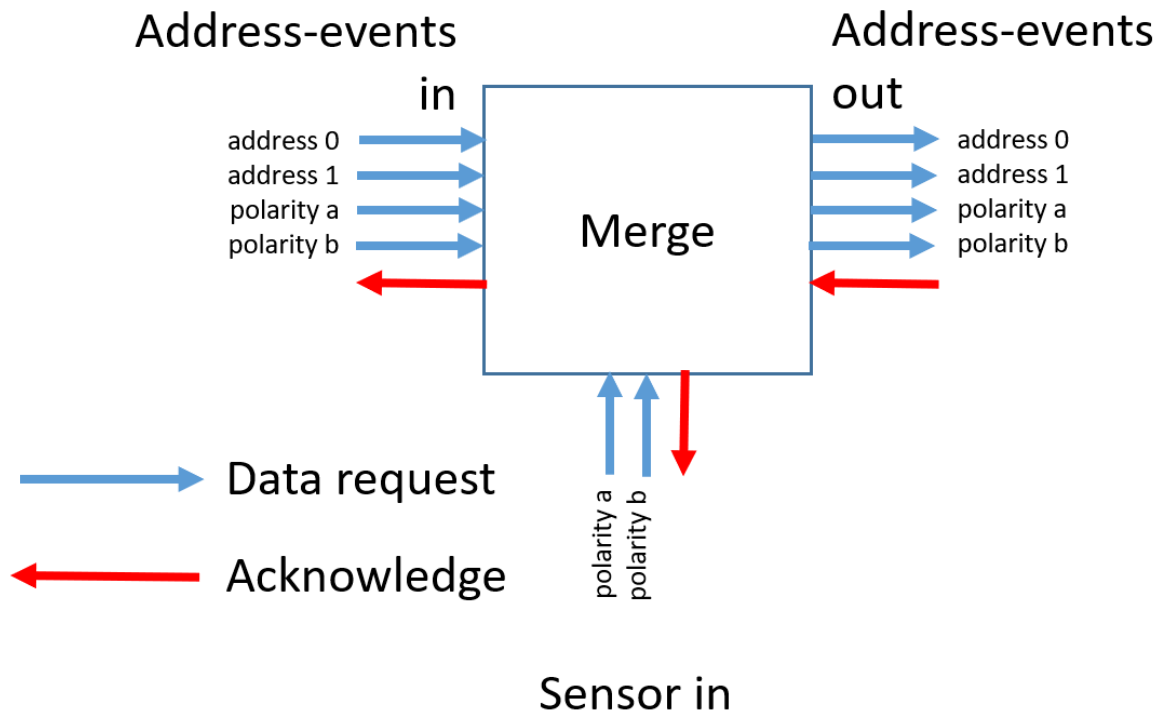 Address-events
in
address 0
address 1
polarity a
polarity b
Merge
Address-events
out
address 0
address 1
polarity a
polarity b
polarity a
polarity b
Data request
Acknowledge
Sensor in